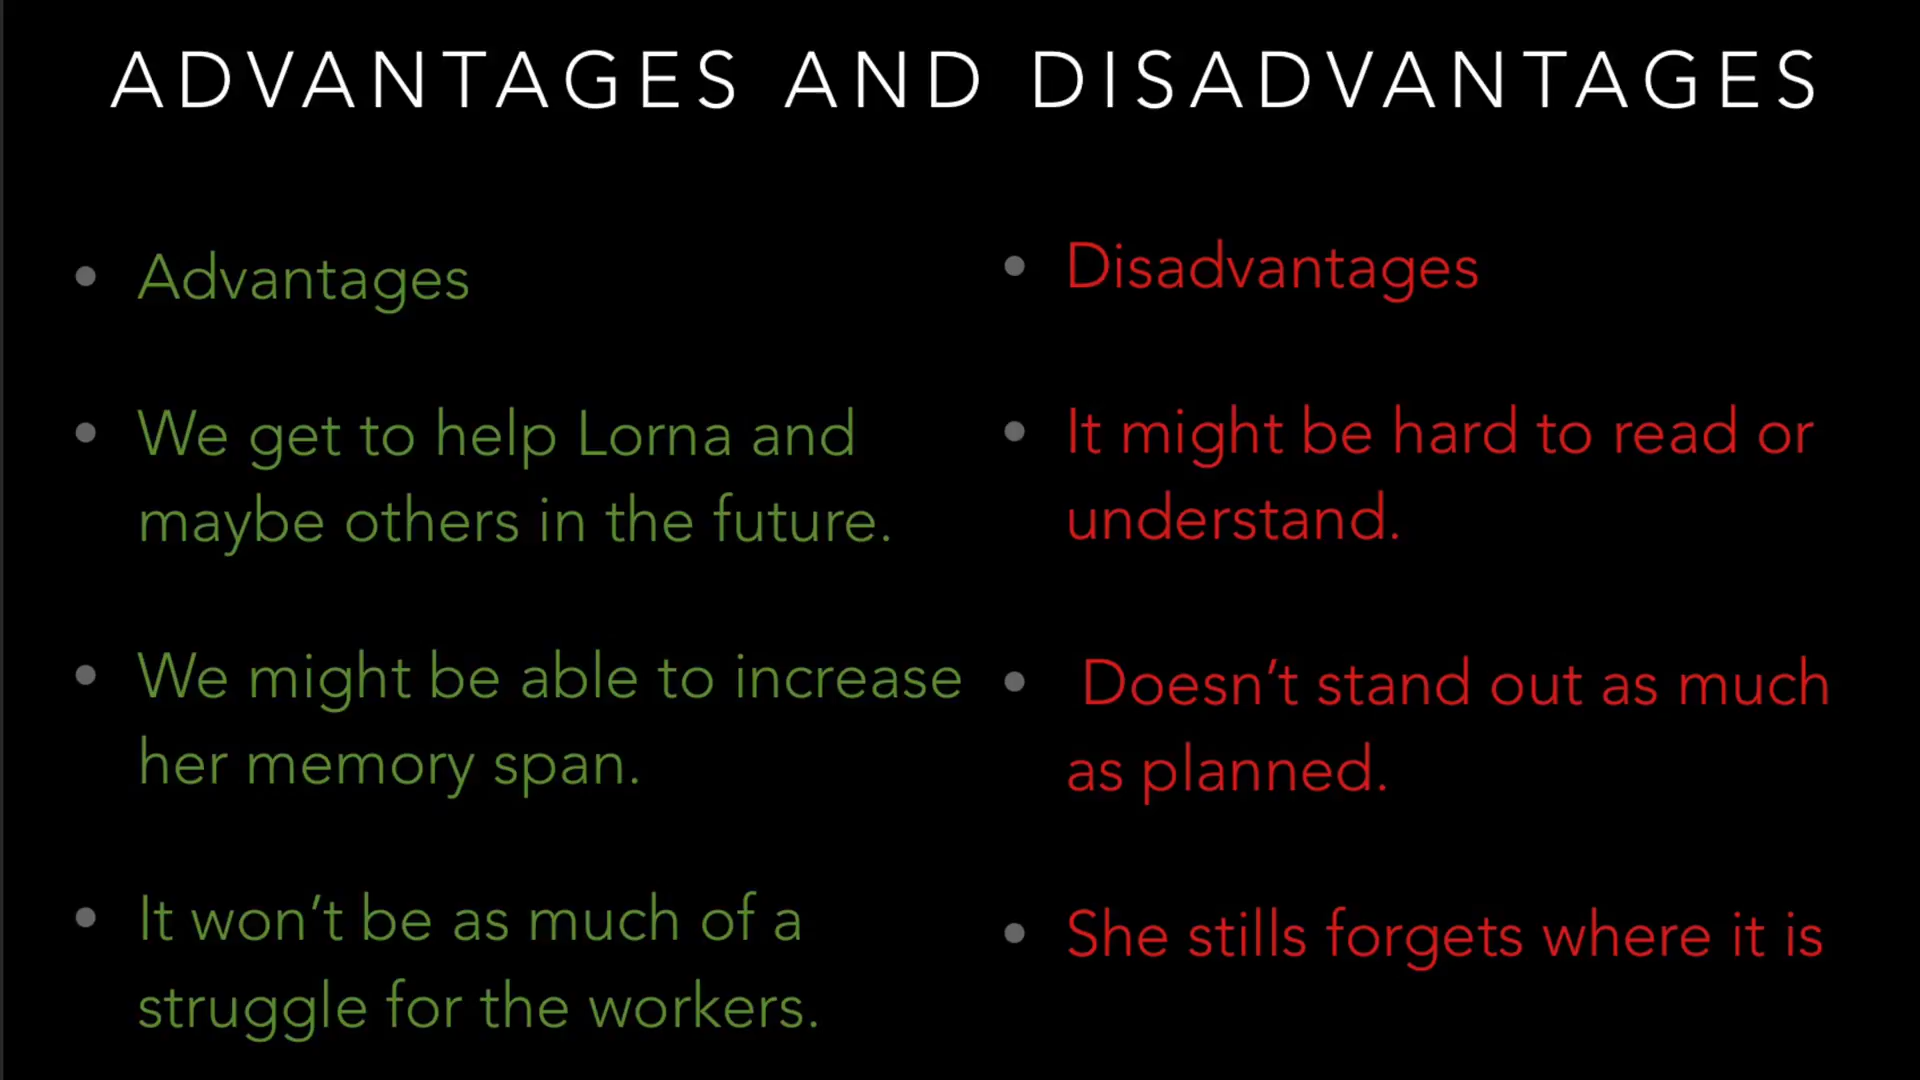 ADVANTAGES AND DISADVANTAGES
Advantages
We get to help Lorna and
maybe others in the future.
We might be able to increase
her memory span.
It won’t be as much of a
struggle for the workers.
Disadvantages
It might be hard to read or
understand.
Doesn’t stand out as much
as planned.
She stills forgets where it is